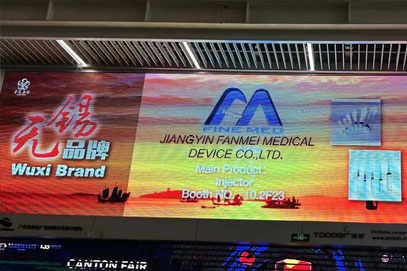 无锡
品牌
Wuxi Brand
FINE MED
JIANGYIN FANMEI MEDICAL
DEVICE CO.,LTD.
Main Product:
Injector
Booth NO.: 10.2F23
CANTON FAIR